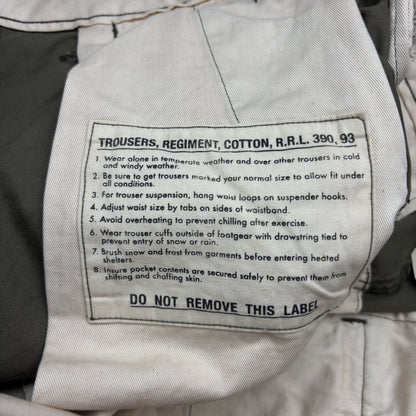 TROUSERS, REGIMENT, COTTON, R.R.L. 390, 93
1. Wear alone in temperate weather and over other trousers in cold
and windy weather.
2. Be sure to get trousers marked your normal size to allow fit under
all conditions.
3. For trouser suspension, hang waist loops on suspender hooks.
4. Adjust waist size by tabs on sides of waistband.
5. Avoid overheating to prevent chilling after exercise.
6. Wear trouser cuffs outside of footgear with drawstring tied to
prevent entry of snow or rain.
7. Brush snow and frost from garments before entering heated
shelters.
8. Insure pocket contents are secured safely to prevent them from
shifting and chaffing skin.
DO NOT REMOVE THIS LABEL